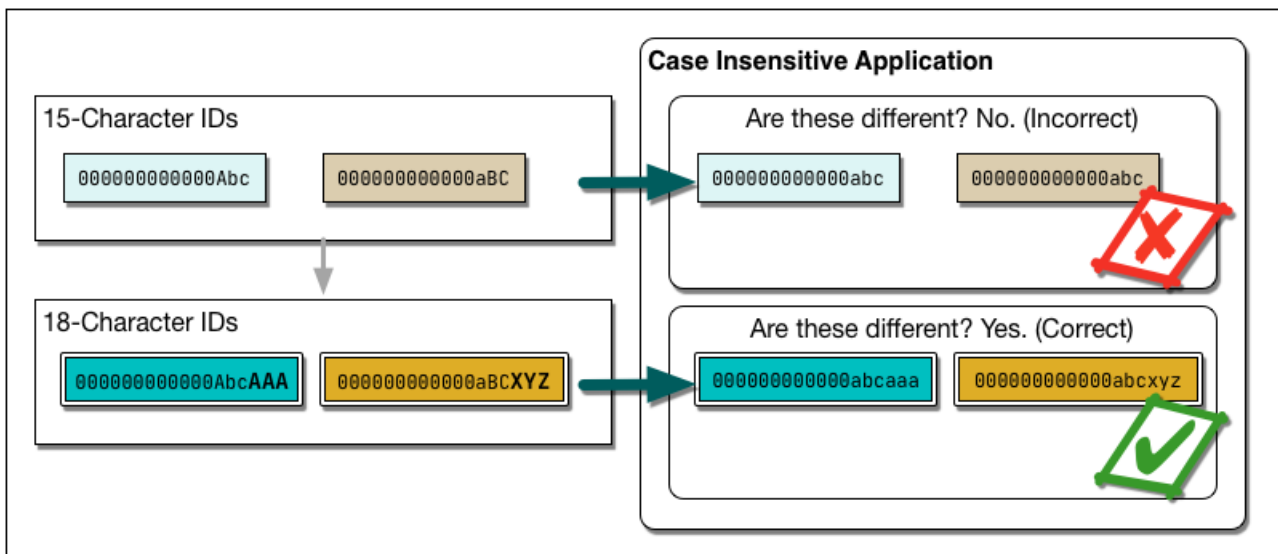 Case Insensitive Application
15-Character IDs
000000000000Abc
000000000000aBC
Are these different? No. (Incorrect)
000000000000abc
000000000000abc
18-Character IDs
000000000000AbcAAA
000000000000aBCXYZ
Are these different? Yes. (Correct)
000000000000abcaaa
000000000000abcxyz